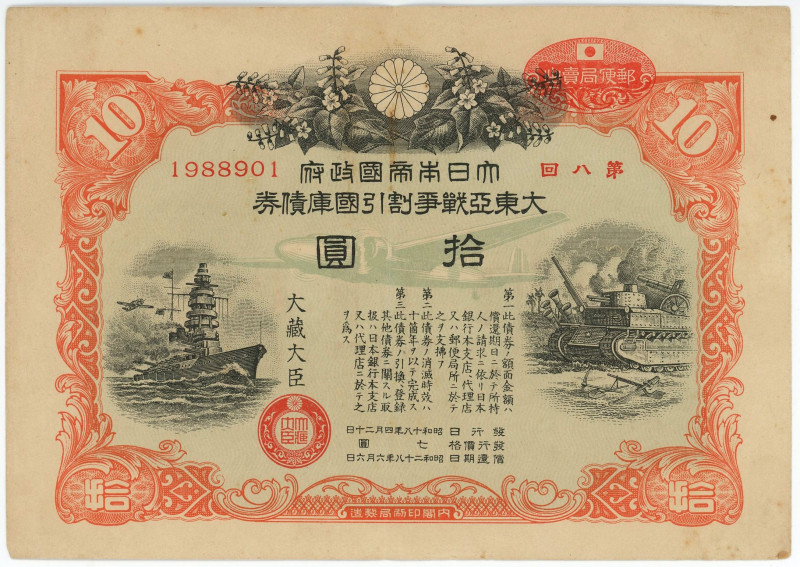 郵便局賣出
10
10
第八回
1988901
大日本帝國政府
大東亞戰爭割引國庫債券
拾圓
第一 此債券ノ額面金額ハ
償還期日ニ於テ所持
人ノ請求ニ依リ日本
銀行本支店、代理店
又ハ郵便局所ニ於テ
之ヲ支拂フ
第二 此債券ノ消滅時效ハ
十箇年ヲ以テ完成ス
第三 此債券ノ引換、登錄
其他債券ニ關スル取
扱ハ日本銀行本支店
又ハ代理店ニ於テ之
ヲ爲ス
發行日 昭和十八年四月二十日
發行價格 七圓
償還期日 昭和二十八年六月六日
大藏大臣
拾
拾
內閣印刷局製造